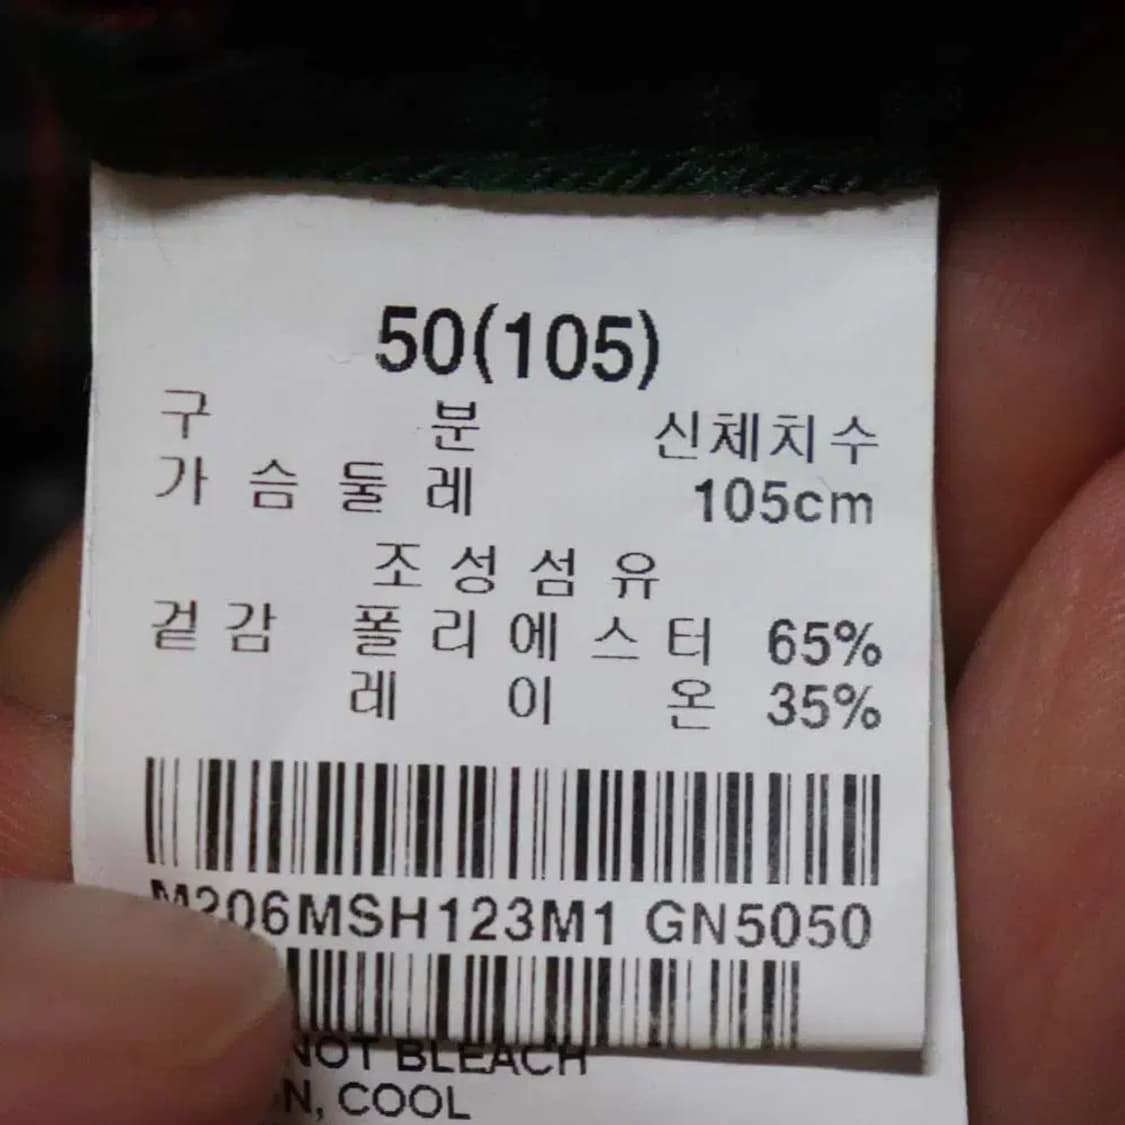 50(105)
구 분 신체치수
가슴둘레 105cm
조성섬유
겉감 폴리에스터 65%
레이온 35%
M206MSH123M1 GN5050
NOT BLEACH
COOL